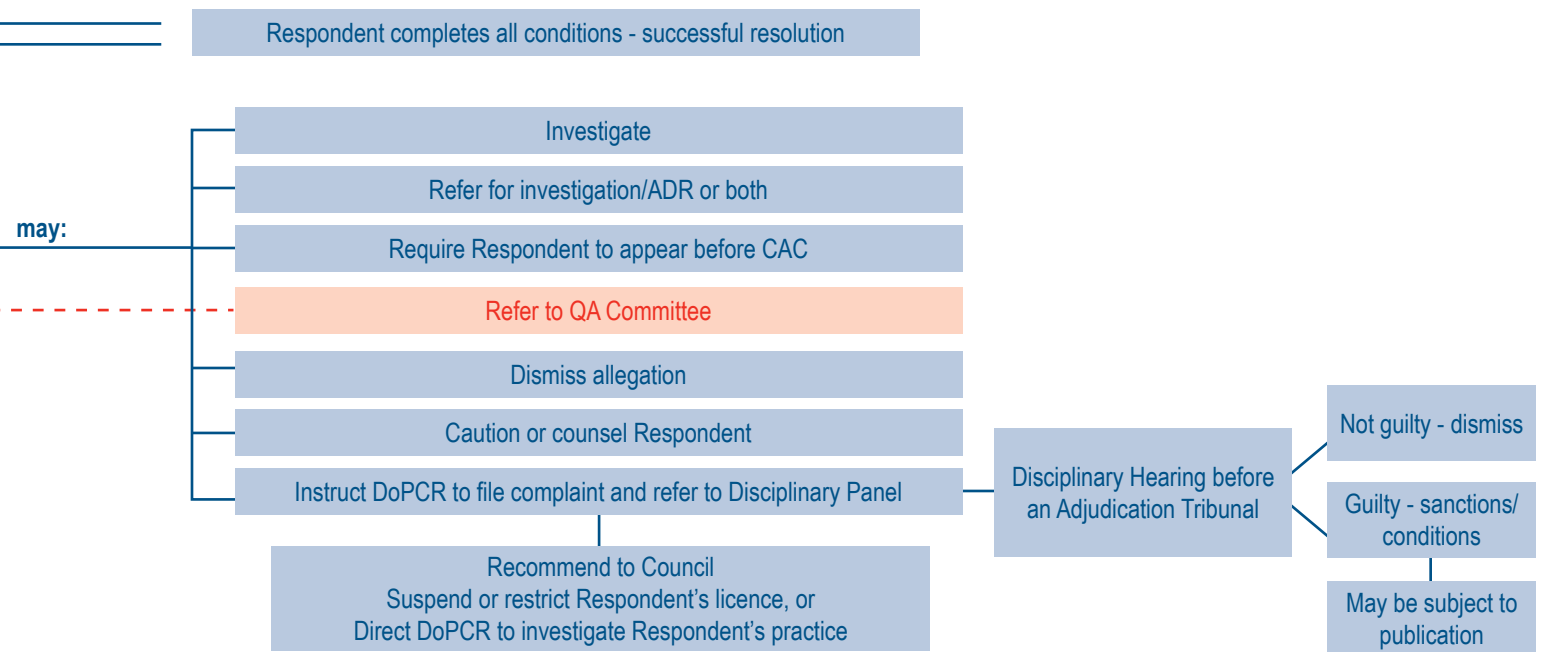 Respondent completes all conditions - successful resolution
may:
Investigate
Refer for investigation/ADR or both
Require Respondent to appear before CAC
Refer to QA Committee
Dismiss allegation
Caution or counsel Respondent
Instruct DoPCR to file complaint and refer to Disciplinary Panel
Recommend to Council
Suspend or restrict Respondent's licence, or
Direct DoPCR to investigate Respondent's practice
Disciplinary Hearing before
an Adjudication Tribunal
Not guilty - dismiss
Guilty - sanctions/
conditions
May be subject to
publication